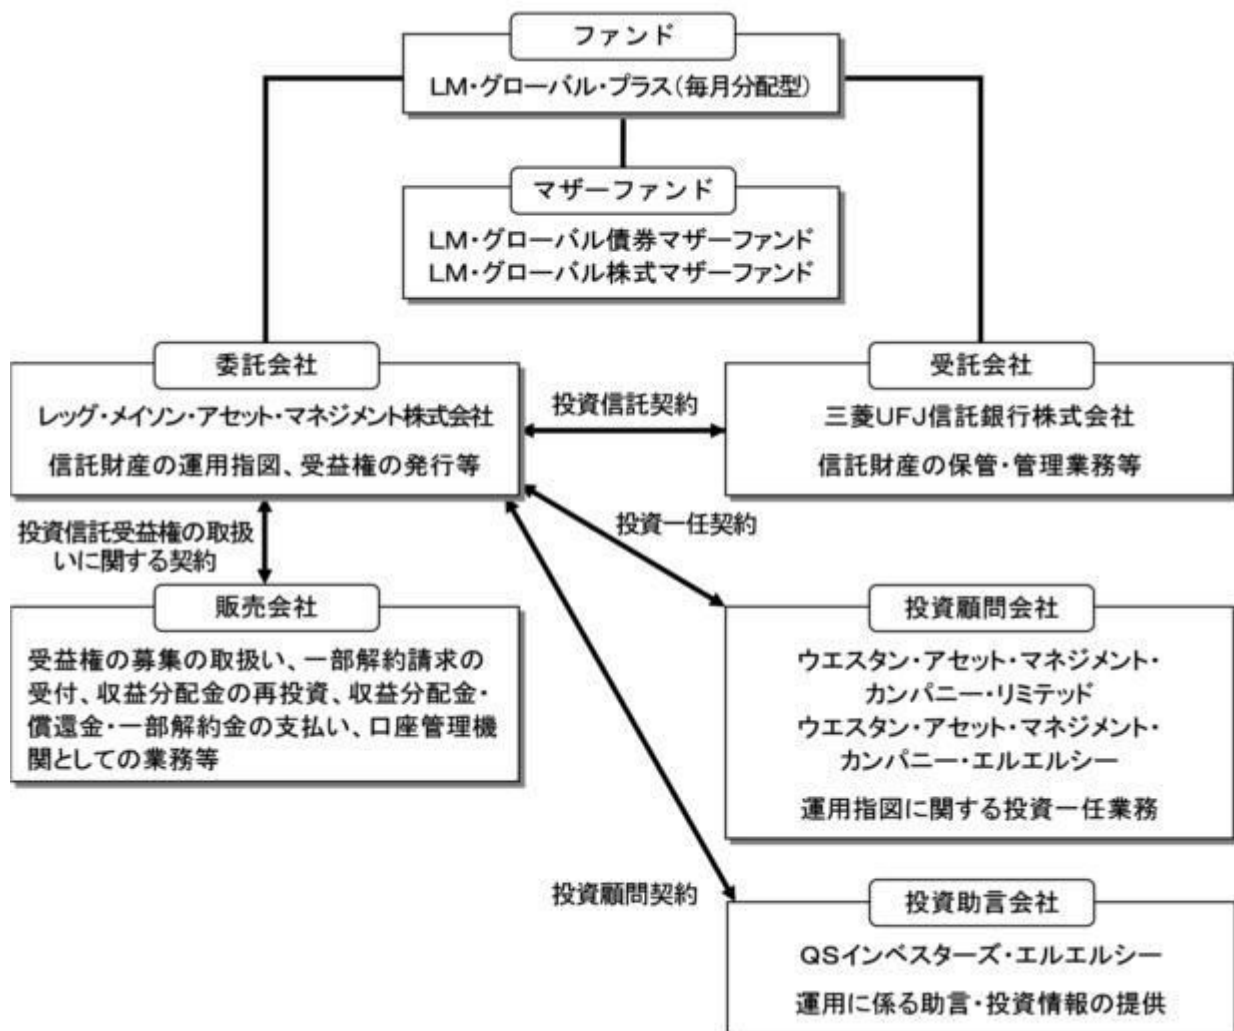 ファンド
LM・グローバル・プラス(毎月分配型)
マザーファンド
LM・グローバル債券マザーファンド
LM・グローバル株式マザーファンド
委託会社
レッグ・メイソン・アセット・マネジメント株式会社
信託財産の運用指図、受益権の発行等
投資信託契約
受託会社
三菱UFJ信託銀行株式会社
信託財産の保管・管理業務等
投資信託受益権の取扱
いに関する契約
投資一任契約
販売会社
受益権の募集の取扱い、一部解約請求の
受付、収益分配金の再投資、収益分配金・
償還金・一部解約金の支払い、口座管理機
関としての業務等
投資顧問会社
ウエスタン・アセット・マネジメント・
カンパニー・リミテッド
ウエスタン・アセット・マネジメント・
カンパニー・エルエルシー
運用指図に関する投資一任業務
投資顧問契約
投資助言会社
QSインベスターズ・エルエルシー
運用に係る助言・投資情報の提供